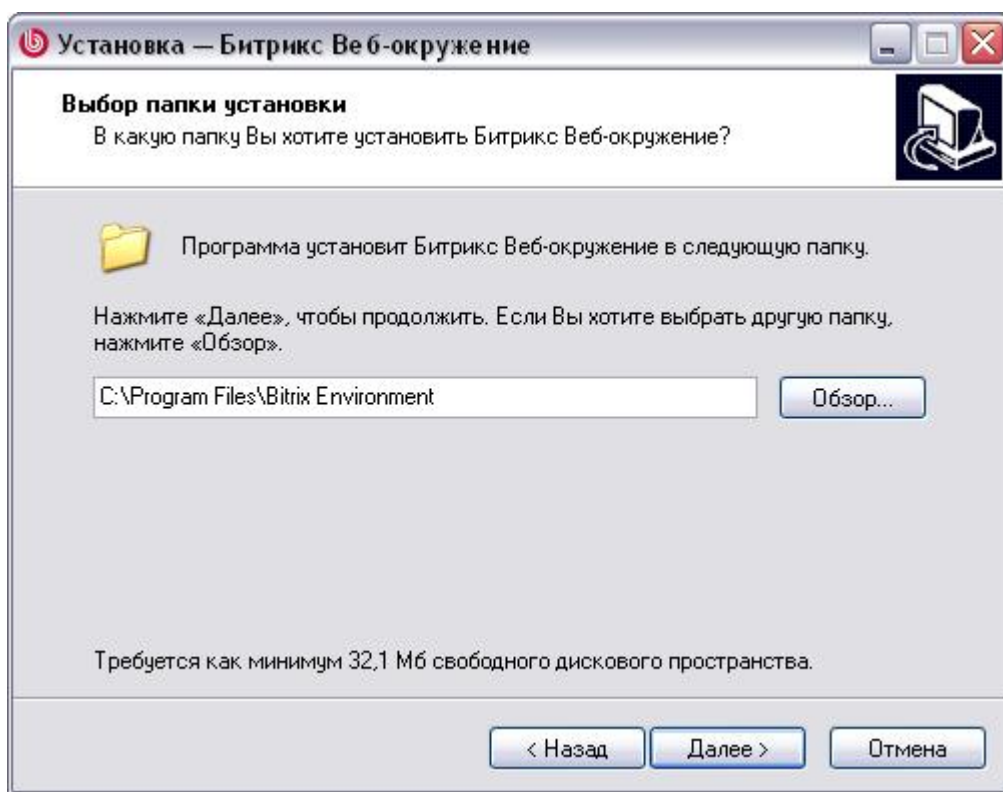 Установка — Битрикс Веб-окружение
Выбор папки установки
В какую папку Вы хотите установить Битрикс Веб-окружение?
Программа установит Битрикс Веб-окружение в следующую папку.
Нажмите «Далее», чтобы продолжить. Если Вы хотите выбрать другую папку,
нажмите «Обзор».
C:\Program Files\Bitrix Environment
Обзор...
Требуется как минимум 32,1 Мб свободного дискового пространства.
< Назад
Далее >
Отмена